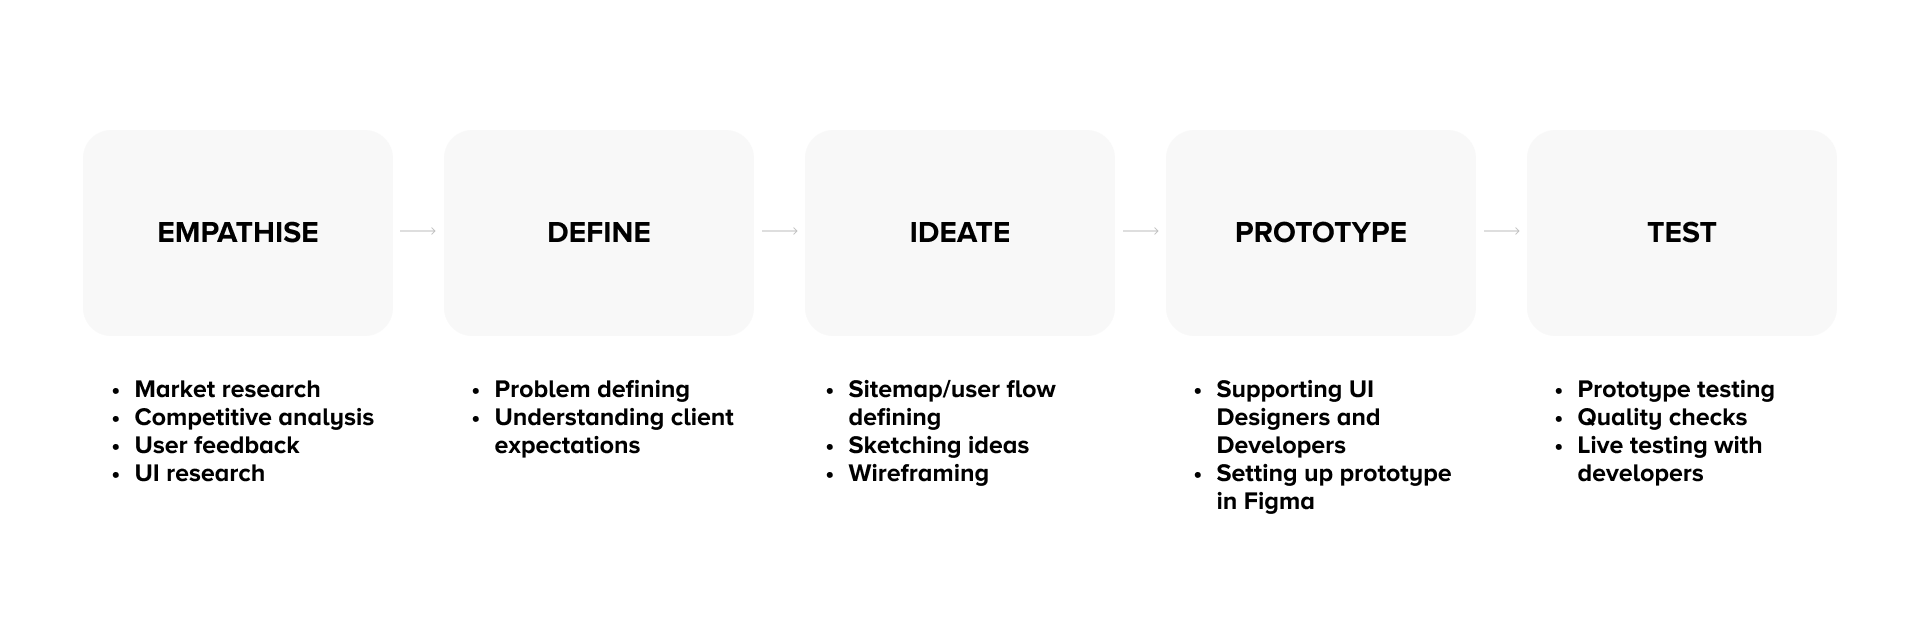 EMPATHISE
DEFINE
IDEATE
PROTOTYPE
TEST
• Market research
• Competitive analysis
• User feedback
• UI research
• Problem defining
• Understanding client
expectations
• Sitemap/user flow
defining
• Sketching ideas
• Wireframing
• Supporting UI
Designers and
Developers
• Setting up prototype
in Figma
• Prototype testing
• Quality checks
• Live testing with
developers